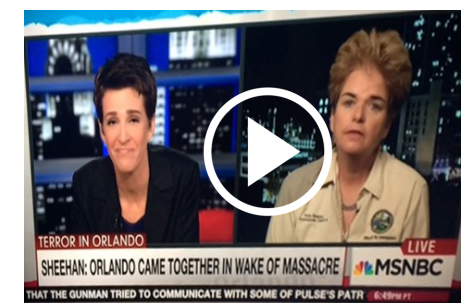 TERROR IN ORLANDO
LIVE
SHEEHAN: ORLANDO CAME TOGETHER IN WAKE OF MASSACRE
MSNBC
THAT THE GUNMAN TRIED TO COMMUNICATE WITH SOME OF PULSE'S PATR
6:49PM PT